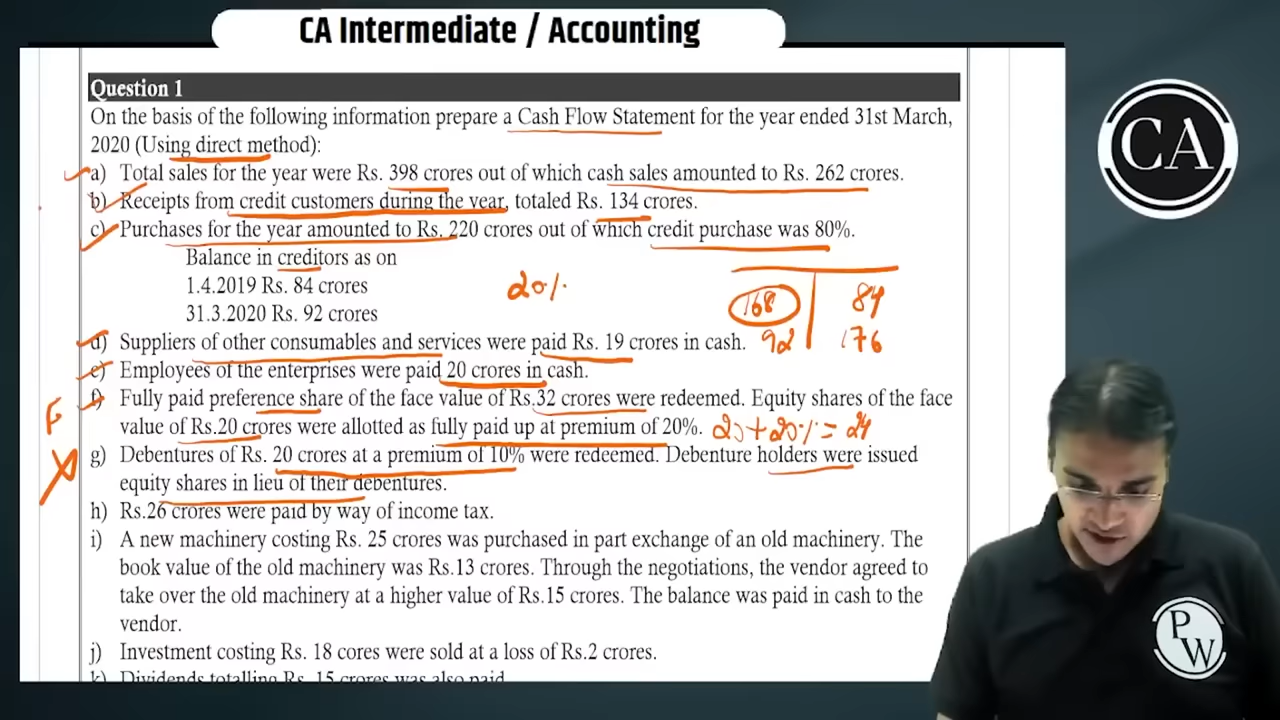 CA Intermediate / Accounting
CA
Question 1
On the basis of the following information prepare a Cash Flow Statement for the year ended 31st March,
2020 (Using direct method):
a) Total sales for the year were Rs. 398 crores out of which cash sales amounted to Rs. 262 crores.
b) Receipts from credit customers during the year, totaled Rs. 134 crores.
c) Purchases for the year amounted to Rs. 220 crores out of which credit purchase was 80%.
Balance in creditors as on
1.4.2019 Rs. 84 crores
20%
168 84
31.3.2020 Rs. 92 crores
d) Suppliers of other consumables and services were paid Rs. 19 crores in cash.
92 176
e) Employees of the enterprises were paid 20 crores in cash.
f) Fully paid preference share of the face value of Rs.32 crores were redeemed. Equity shares of the face
F
value of Rs.20 crores were allotted as fully paid up at premium of 20%. 20+20%=24
g) Debentures of Rs. 20 crores at a premium of 10% were redeemed. Debenture holders were issued
equity shares in lieu of their debentures.
h) Rs.26 crores were paid by way of income tax.
i) A new machinery costing Rs. 25 crores was purchased in part exchange of an old machinery. The
book value of the old machinery was Rs.13 crores. Through the negotiations, the vendor agreed to
take over the old machinery at a higher value of Rs.15 crores. The balance was paid in cash to the
vendor.
j) Investment costing Rs. 18 cores were sold at a loss of Rs.2 crores.
k) Dividends totalling Rs. 15 crores was also paid
P
W